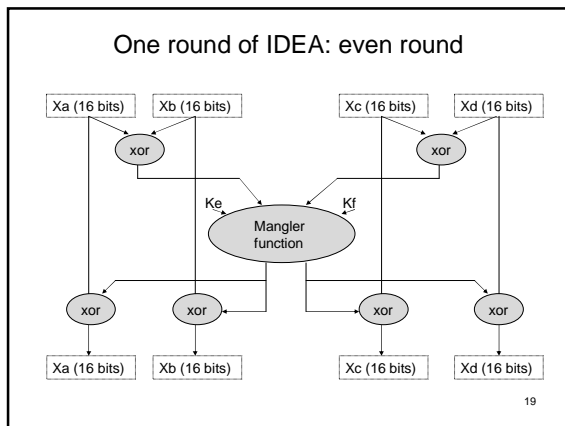 One round of IDEA: even round
Xa (16 bits) Xb (16 bits) Xc (16 bits) Xd (16 bits)
xor xor
Ke Kf
Mangler
function
xor xor xor xor
Xa (16 bits) Xb (16 bits) Xc (16 bits) Xd (16 bits)
19